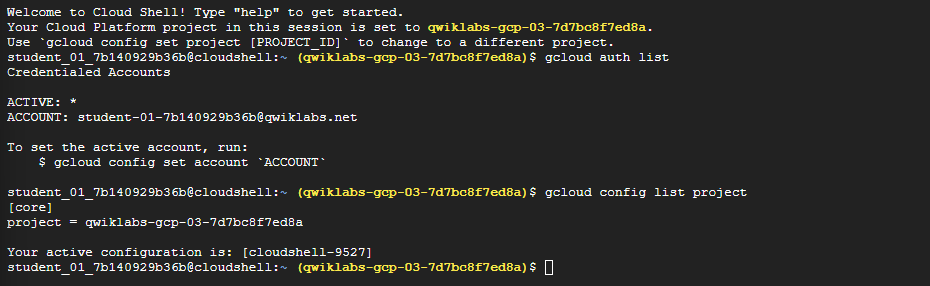 Welcome to Cloud Shell! Type "help" to get started.
Your Cloud Platform project in this session is set to qwiklabs-gcp-03-7d7bc8f7ed8a.
Use `gcloud config set project [PROJECT_ID]` to change to a different project.
student_01_7b140929b36b@cloudshell:~ (qwiklabs-gcp-03-7d7bc8f7ed8a)$ gcloud auth list
Credentialed Accounts

ACTIVE: *
ACCOUNT: student-01-7b140929b36b@qwiklabs.net

To set the active account, run:
    $ gcloud config set account `ACCOUNT`

student_01_7b140929b36b@cloudshell:~ (qwiklabs-gcp-03-7d7bc8f7ed8a)$ gcloud config list project
[core]
project = qwiklabs-gcp-03-7d7bc8f7ed8a

Your active configuration is: [cloudshell-9527]
student_01_7b140929b36b@cloudshell:~ (qwiklabs-gcp-03-7d7bc8f7ed8a)$